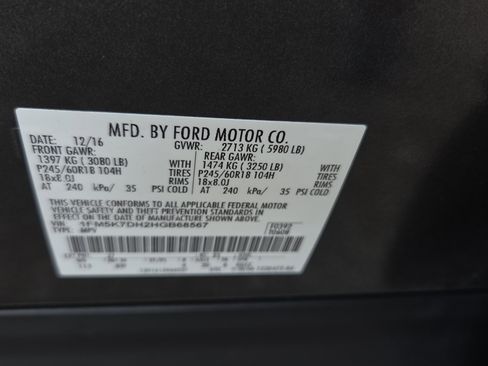 MFD. BY FORD MOTOR CO.
DATE: 12/16 GVWR: 2713 KG ( 5980 LB)
FRONT GAWR: REAR GAWR:
1397 KG ( 3080 LB) WITH 1474 KG ( 3250 LB) WITH
P245/60R18 104H TIRES P245/60R18 104H TIRES
18x8.0J RIMS 18x8.0J RIMS
AT 240 kPa/ 35 PSI COLD AT 240 kPa/ 35 PSI COLD
THIS VEHICLE CONFORMS TO ALL APPLICABLE FEDERAL MOTOR
VEHICLE SAFETY AND THEFT PREVENTION STANDARDS IN
EFFECT ON THE DATE OF MANUFACTURE SHOWN ABOVE.
VIN: 1FM5K7DH2HGB68567
TYPE: MPV